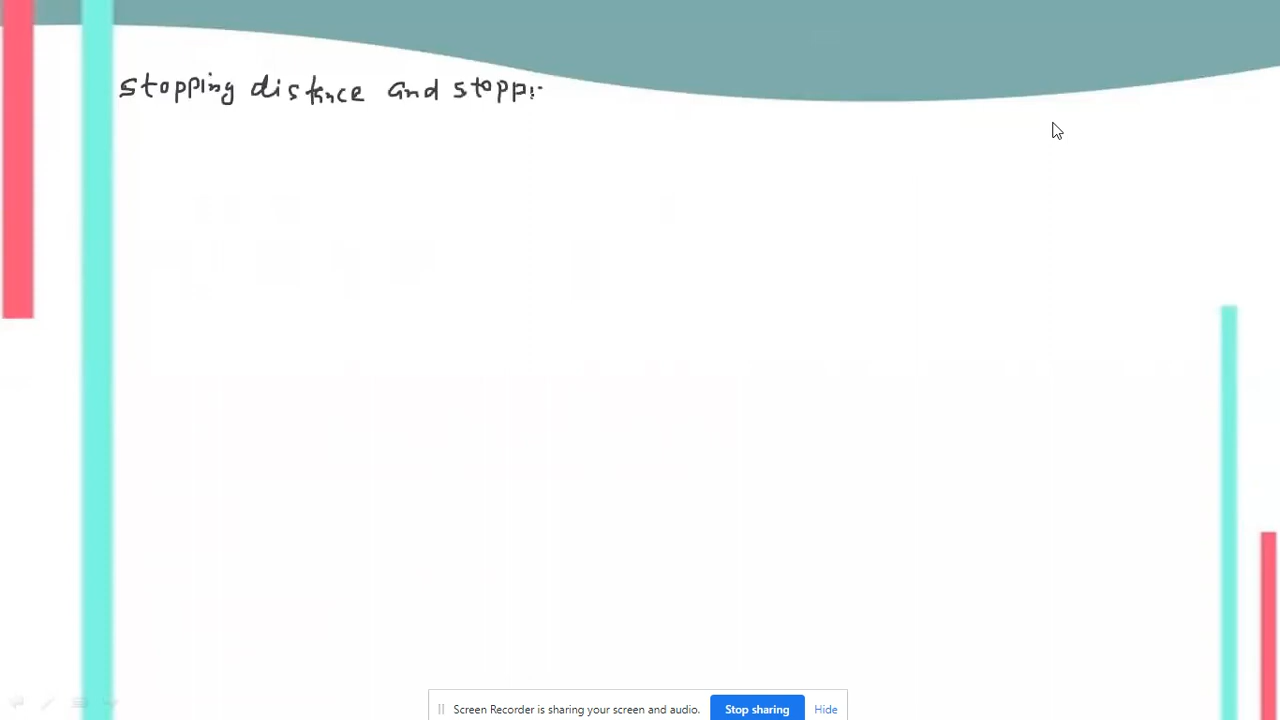 stopping distance and stopp
Screen Recorder is sharing your screen and audio. Stop sharing Hide